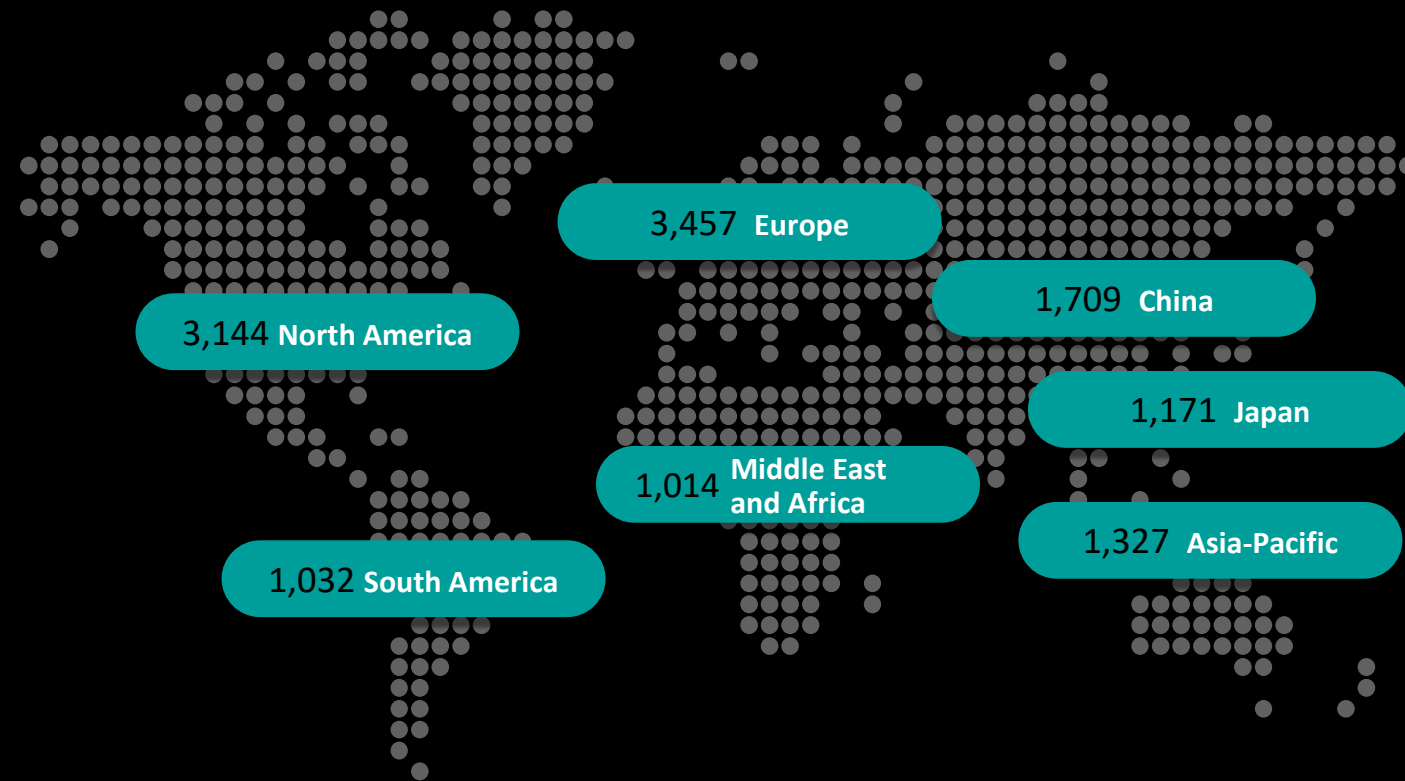 3,457 Europe
1,709 China
3,144 North America
1,171 Japan
1,014 Middle East
and Africa
1,327 Asia-Pacific
1,032 South America